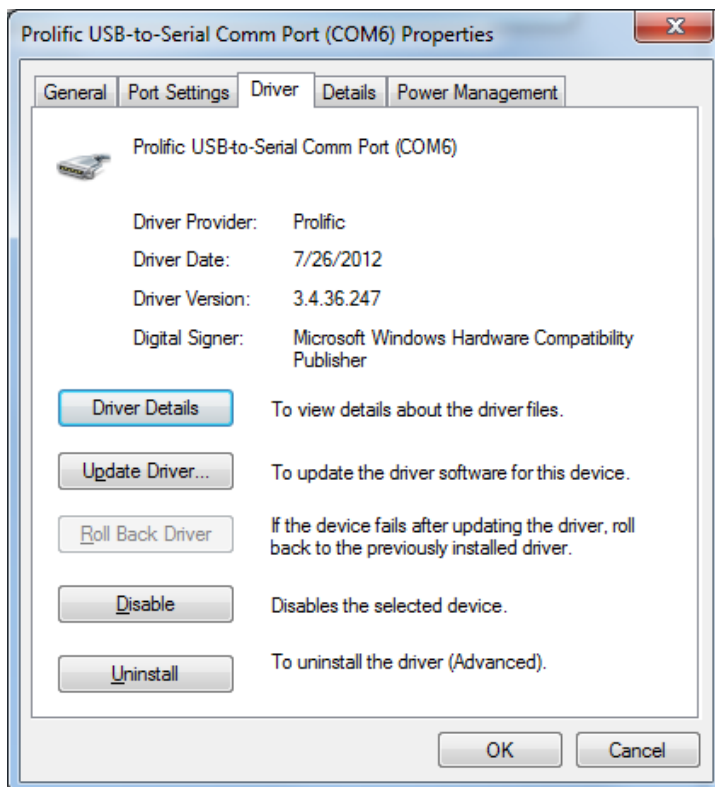 Prolific USB-to-Serial Comm Port (COM6) Properties
General Port Settings Driver Details Power Management
Prolific USB-to-Serial Comm Port (COM6)
Driver Provider: Prolific
Driver Date: 7/26/2012
Driver Version: 3.4.36.247
Digital Signer: Microsoft Windows Hardware Compatibility
Publisher
Driver Details To view details about the driver files.
Update Driver... To update the driver software for this device.
Roll Back Driver If the device fails after updating the driver, roll
back to the previously installed driver.
Disable Disables the selected device.
Uninstall To uninstall the driver (Advanced).
OK Cancel